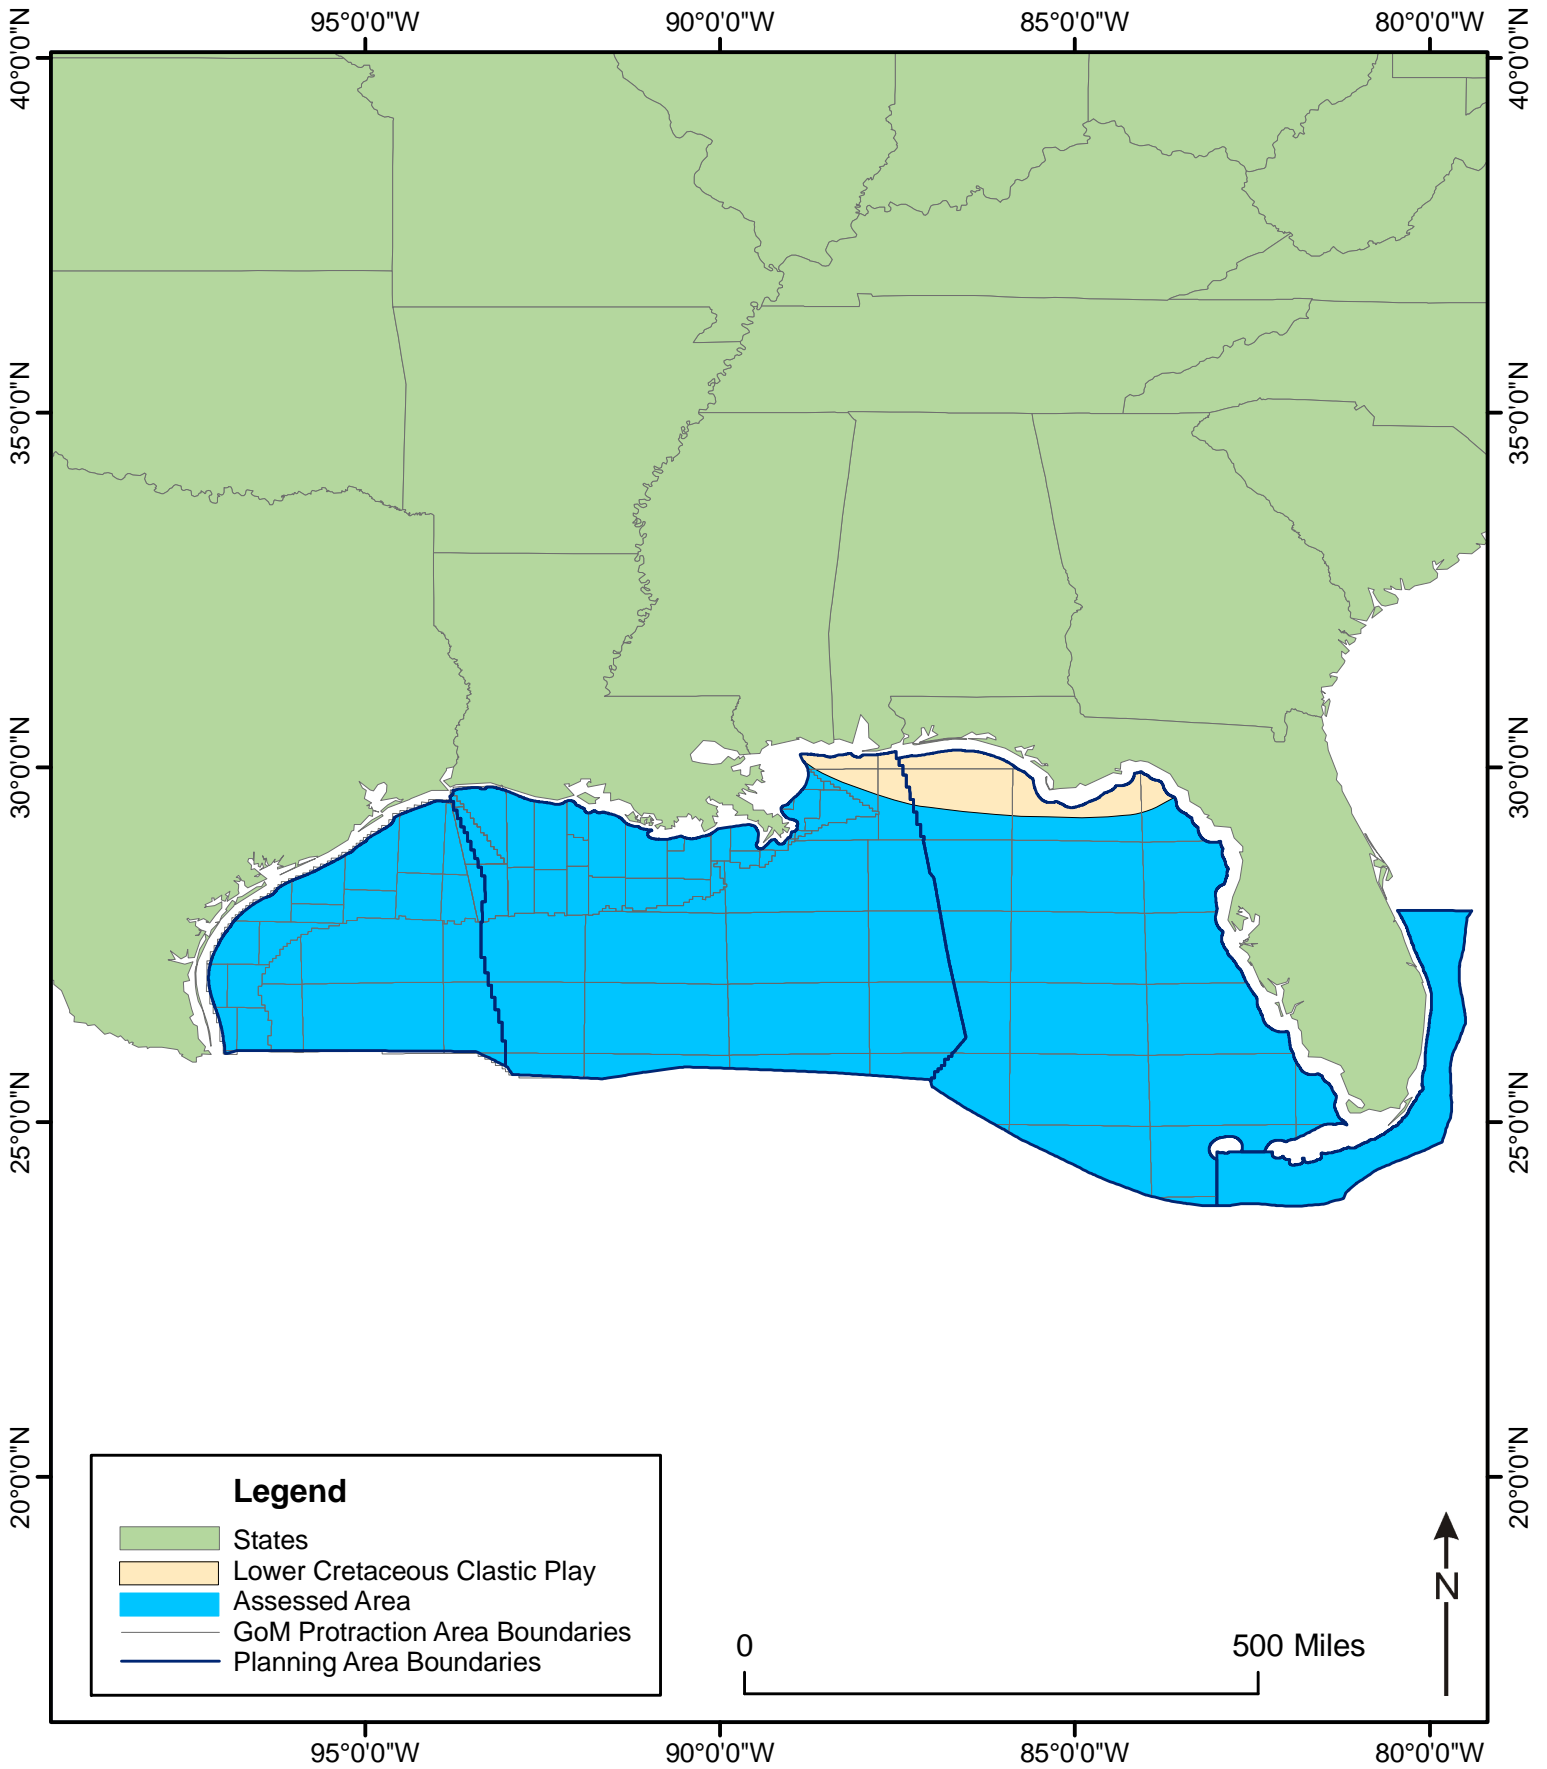 95°0'0"W 90°0'0"W 85°0'0"W 80°0'0"W
40°0'0"N 40°0'0"N
35°0'0"N 35°0'0"N
30°0'0"N 30°0'0"N
25°0'0"N 25°0'0"N
20°0'0"N 20°0'0"N
Legend
States
Lower Cretaceous Clastic Play
Assessed Area
GoM Protraction Area Boundaries
Planning Area Boundaries
0 500 Miles
N
95°0'0"W 90°0'0"W 85°0'0"W 80°0'0"W